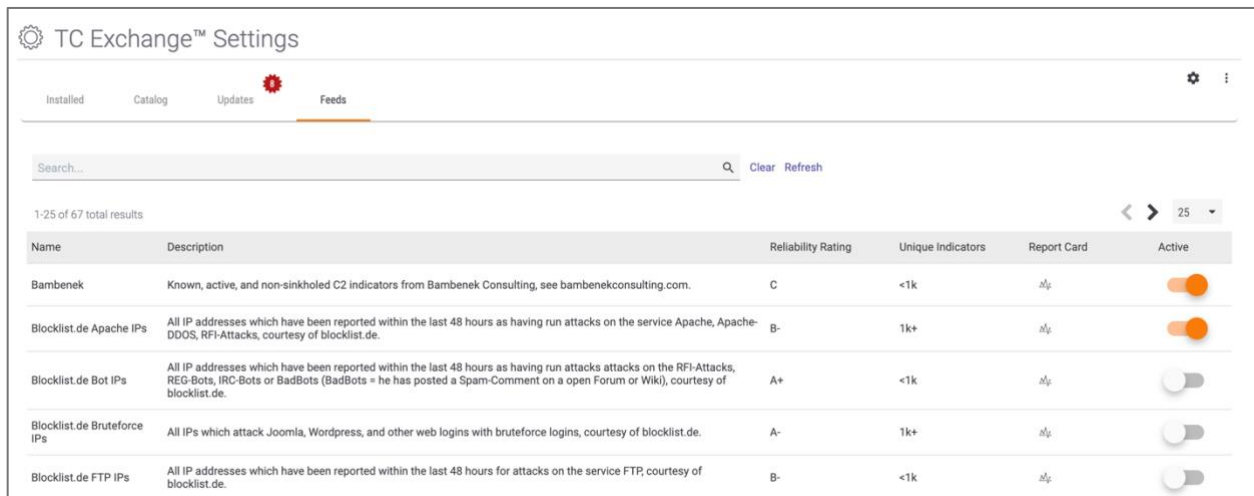 TC Exchange™ Settings
Installed
Catalog
Updates
8
Feeds
Search...
Clear Refresh
1-25 of 67 total results
25
Name Description Reliability Rating Unique Indicators Report Card Active
Bambenek Known, active, and non-sinkholed C2 indicators from Bambenek Consulting, see bambenekconsulting.com. C <1k
Blocklist.de Apache IPs
All IP addresses which have been reported within the last 48 hours as having run attacks on the service Apache, Apache-
DDOS, RFI-Attacks, courtesy of blocklist.de.
B- 1k+
Blocklist.de Bot IPs
All IP addresses which have been reported within the last 48 hours as having run attacks attacks on the RFI-Attacks,
REG-Bots, IRC-Bots or BadBots (BadBots = he has posted a Spam-Comment on a open Forum or Wiki), courtesy of
blocklist.de.
A+ <1k
Blocklist.de Bruteforce
IPs
All IPs which attack Joomla, Wordpress, and other web logins with bruteforce logins, courtesy of blocklist.de.
A- 1k+
Blocklist.de FTP IPs
All IP addresses which have been reported within the last 48 hours for attacks on the service FTP, courtesy of
blocklist.de.
B- <1k